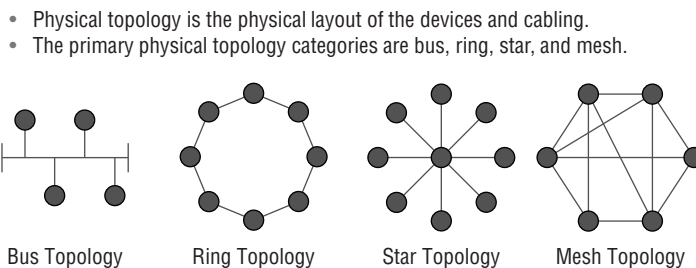 • Physical topology is the physical layout of the devices and cabling.
• The primary physical topology categories are bus, ring, star, and mesh.
Bus Topology Ring Topology Star Topology Mesh Topology